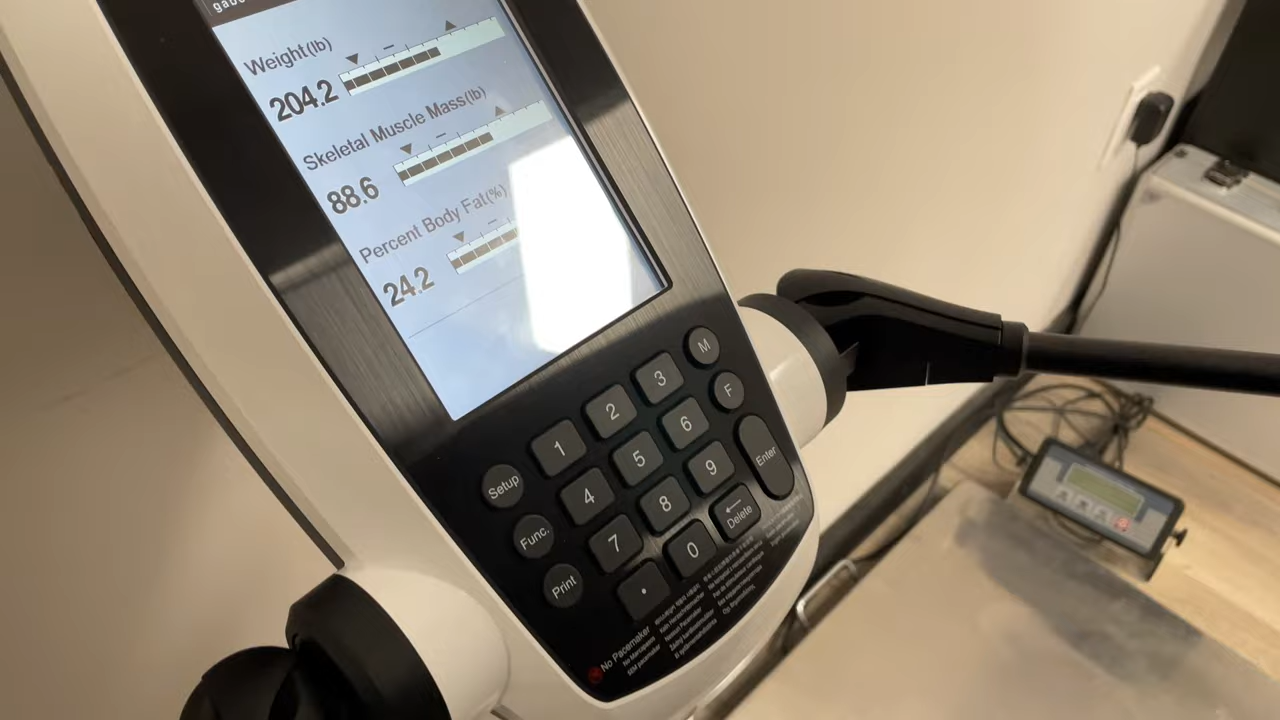 Weight(lb)
204.2
Skeletal Muscle Mass(lb)
88.6
Percent Body Fat(%)
24.2
1 2 3 M
4 5 6 F
7 8 9 Enter
. 0 ← Delete
Setup
Func.
Print
No Pacemaker